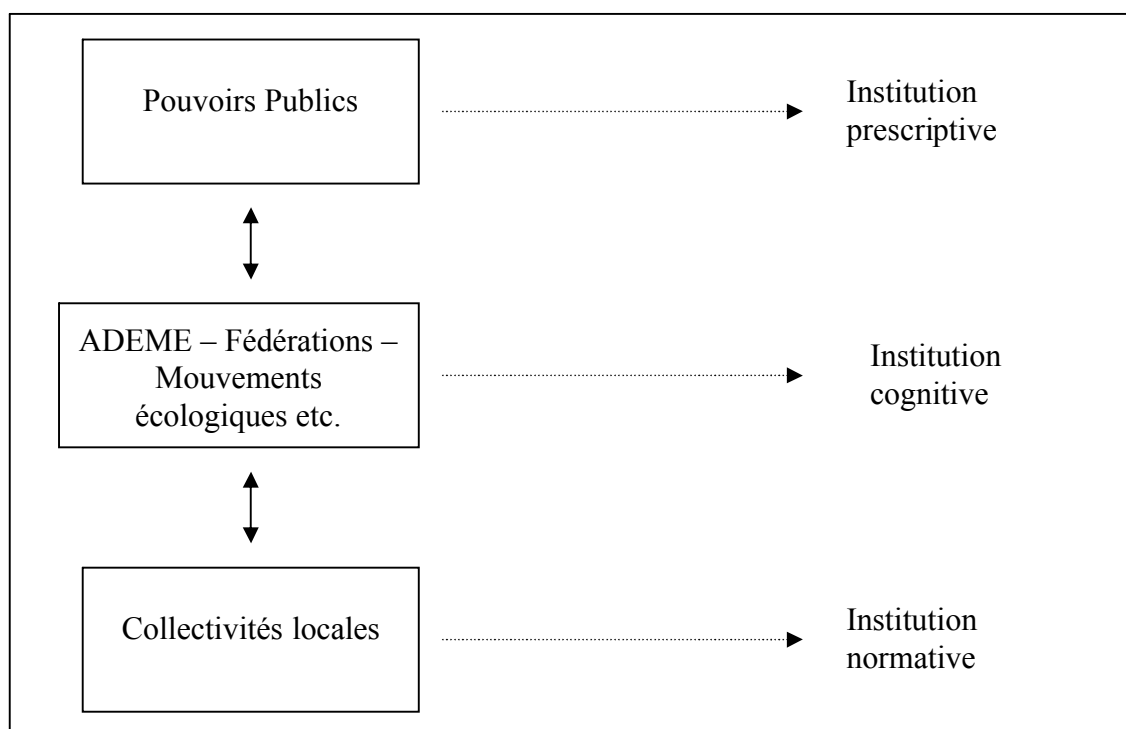 Pouvoirs Publics
Institution
prescriptive
ADEME – Fédérations –
Mouvements
écologiques etc.
Institution
cognitive
Collectivités locales
Institution
normative